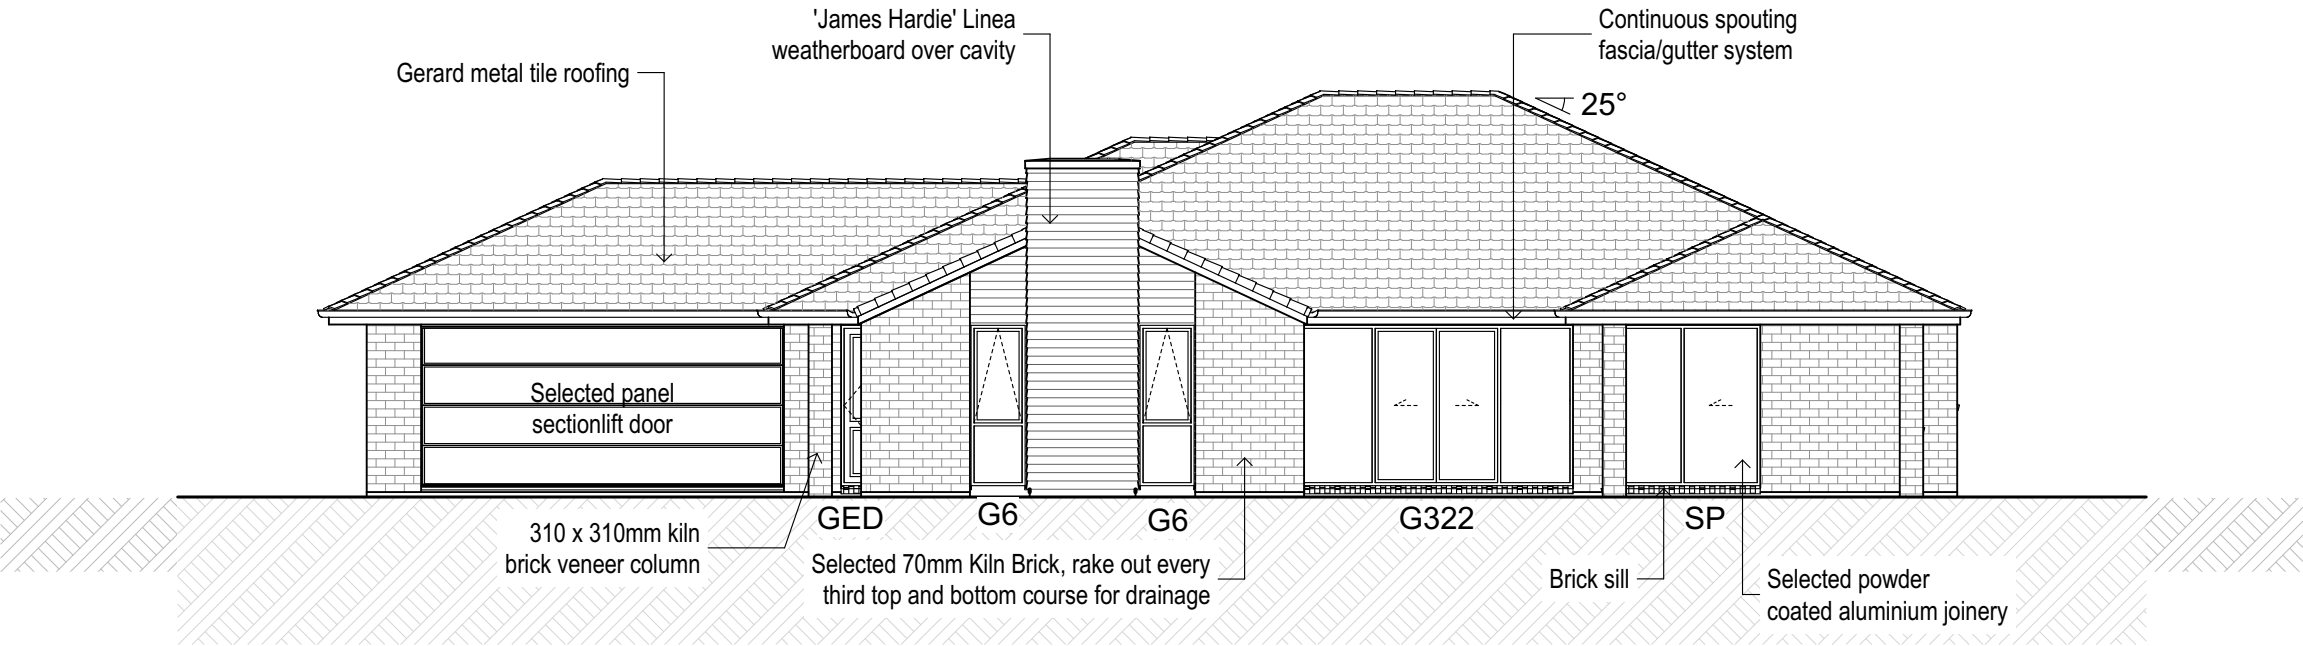 'James Hardie' Linea
weatherboard over cavity
Continuous spouting
fascia/gutter system
Gerard metal tile roofing
25°
Selected panel
sectionlift door
GED
G6
G6
G322
SP
310 x 310mm kiln
brick veneer column
Selected 70mm Kiln Brick, rake out every
third top and bottom course for drainage
Brick sill
Selected powder
coated aluminium joinery